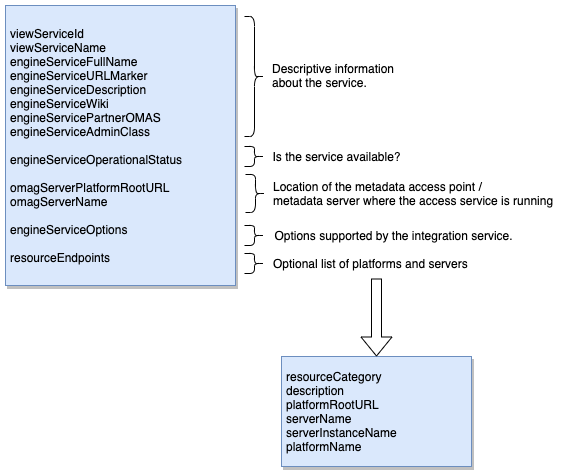 viewServiceId
viewServiceName
engineServiceFullName
engineServiceURLMarker
engineServiceDescription
engineServiceWiki
engineServicePartnerOMAS
engineServiceAdminClass
Descriptive information
about the service.
engineServiceOperationalStatus
Is the service available?
omagServerPlatformRootURL
omagServerName
Location of the metadata access point /
metadata server where the access service is running
engineServiceOptions
Options supported by the integration service.
resourceEndpoints
Optional list of platforms and servers
resourceCategory
description
platformRootURL
serverName
serverInstanceName
platformName